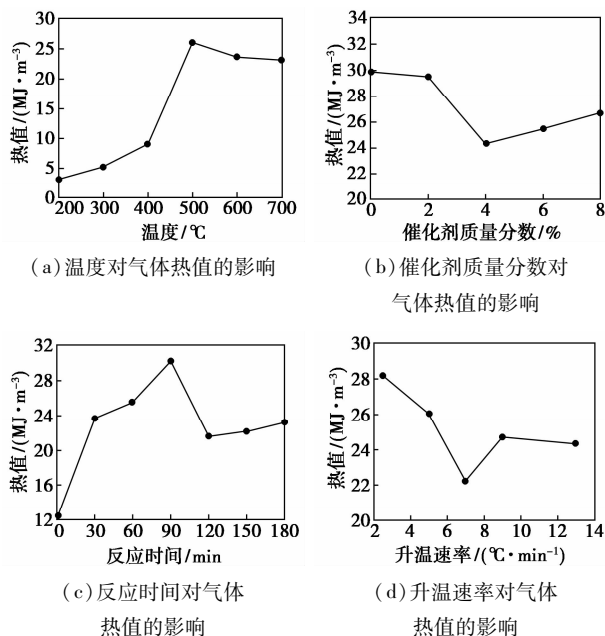 30
25
20
15
10
5
0
200 300 400 500 600 700
热值/(MJ·m⁻³)
温度/℃
(a)温度对气体热值的影响
34
32
30
28
26
24
22
20
0 2 4 6 8
热值/(MJ·m⁻³)
催化剂质量分数/%
(b)催化剂质量分数对
气体热值的影响
32
28
24
20
16
12
0 30 60 90 120 150 180
热值/(MJ·m⁻³)
反应时间/min
(c)反应时间对气体
热值的影响
30
28
26
24
22
20
2 4 6 8 10 12 14
热值/(MJ·m⁻³)
升温速率/(℃·min⁻¹)
(d)升温速率对气体
热值的影响